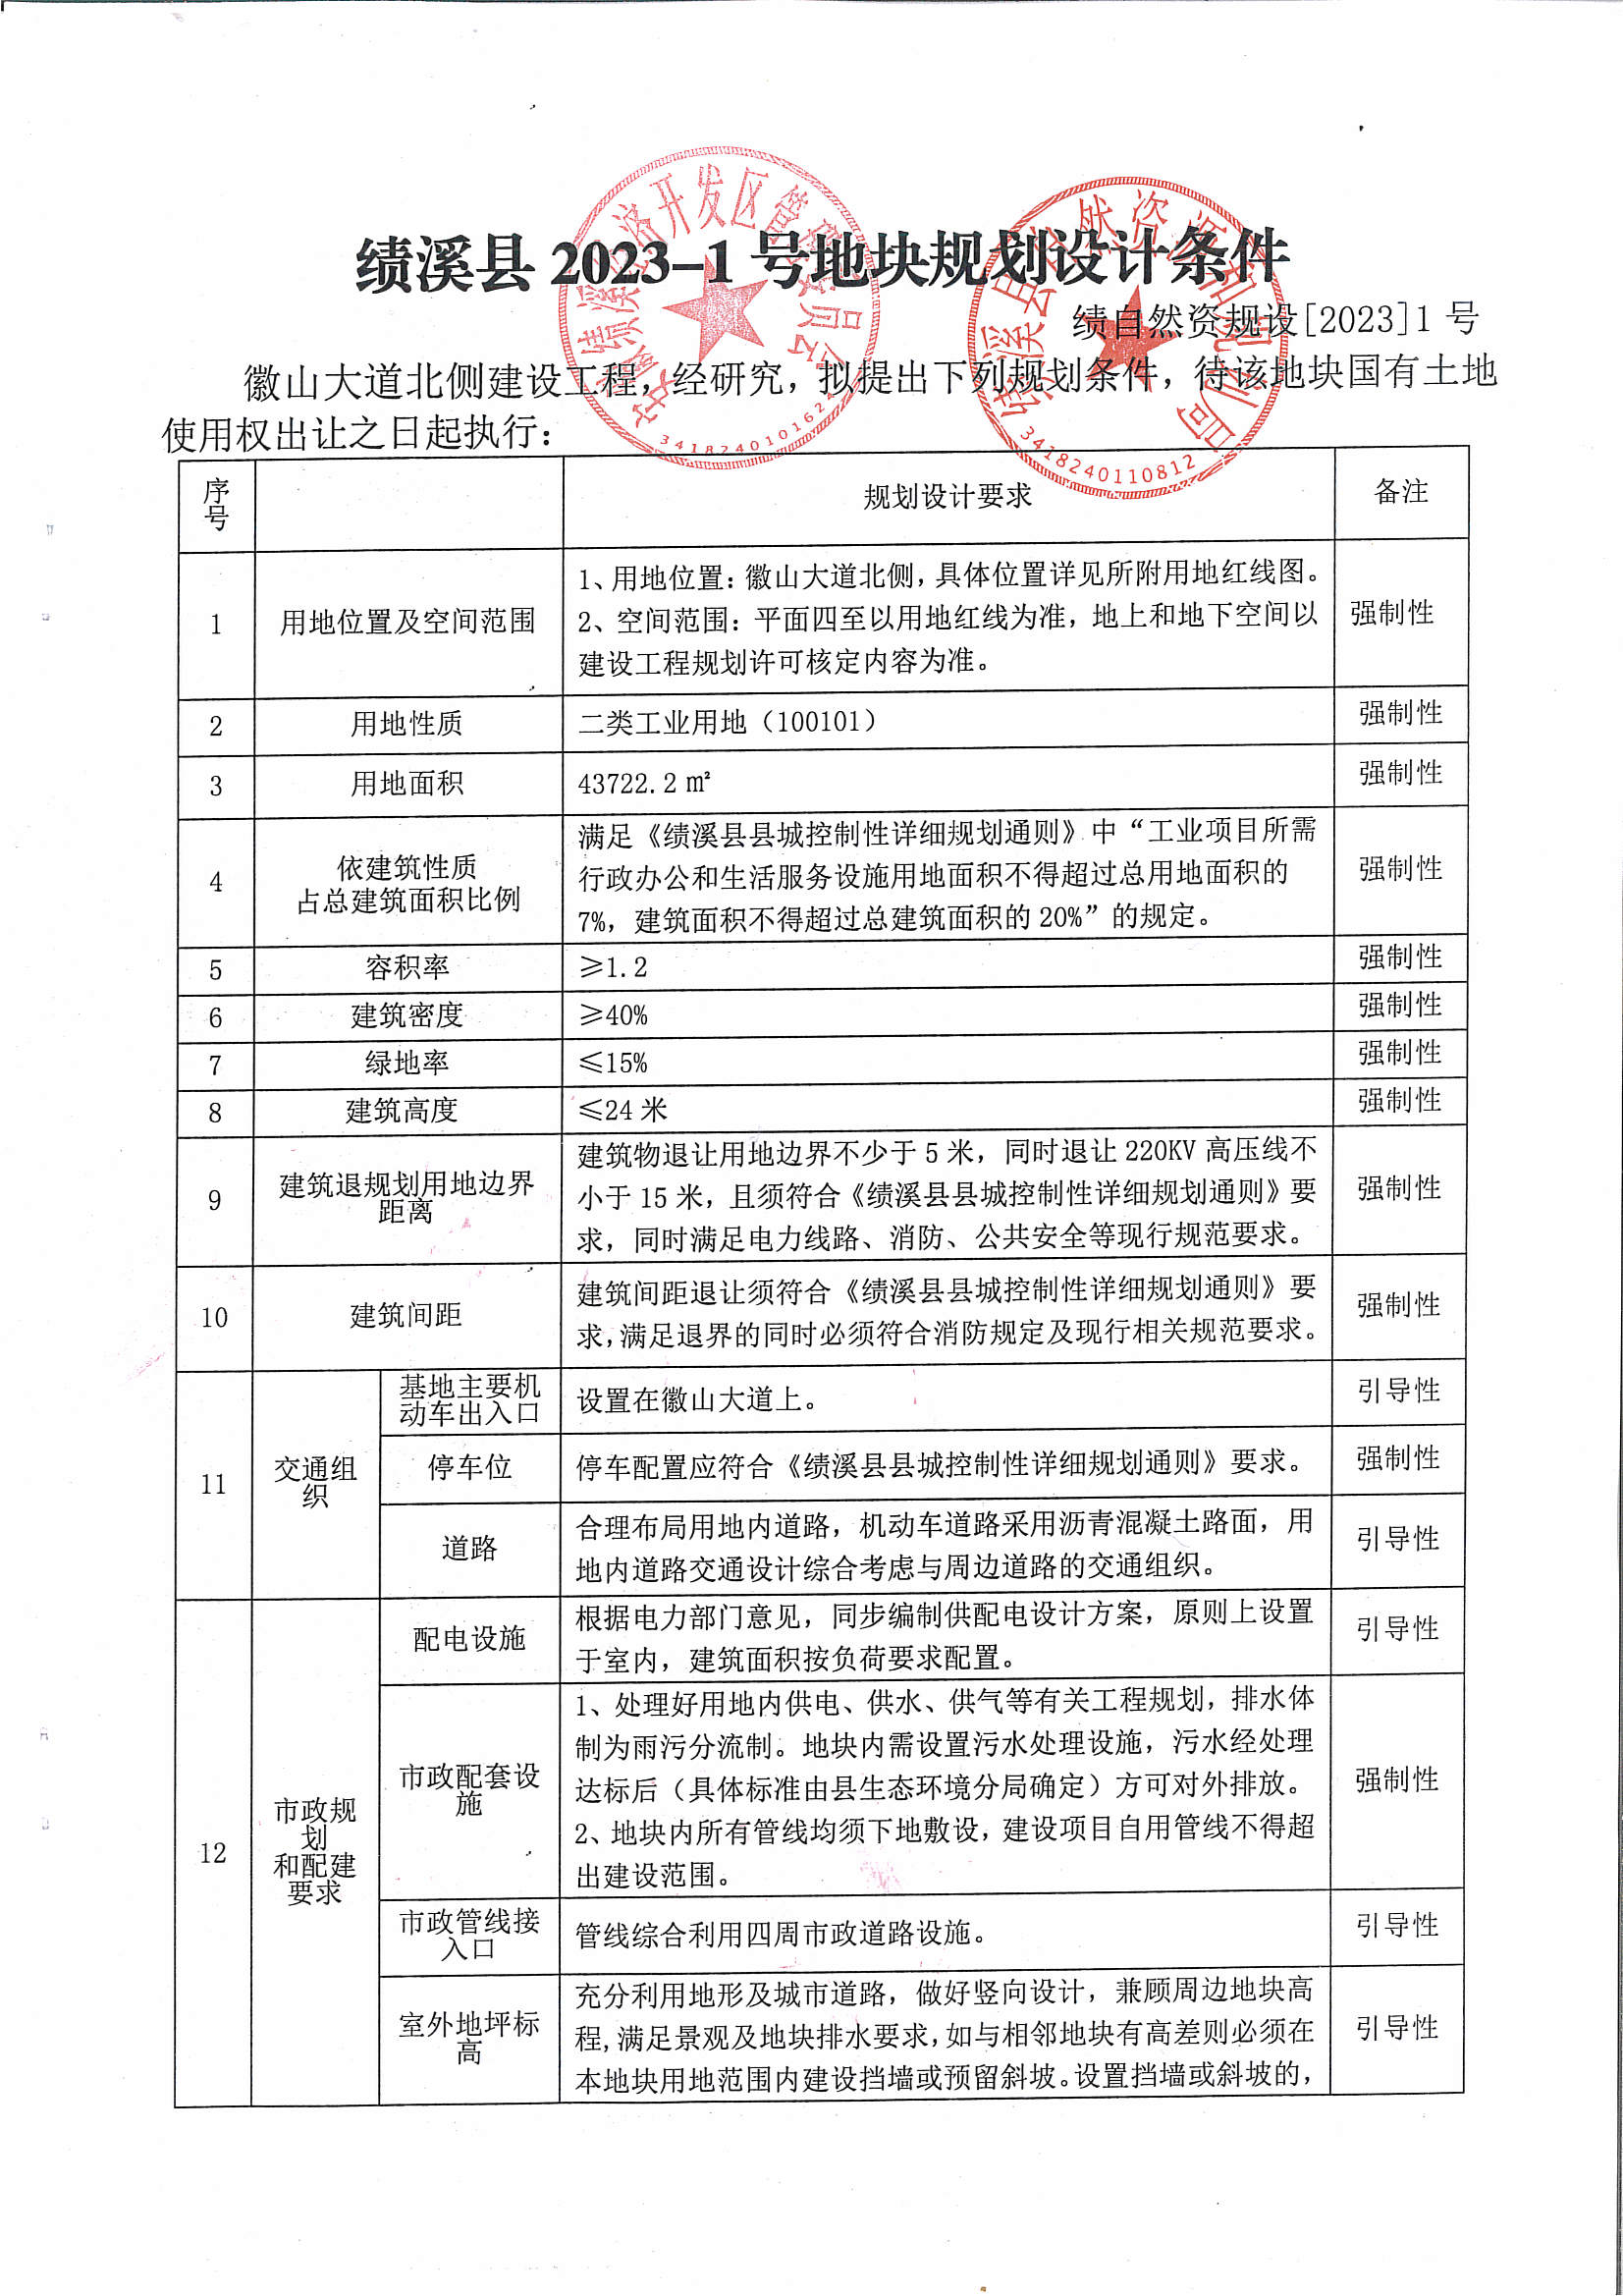 绩溪县2023-1号地块规划设计条件
绩自然资规设[2023]1号
徽山大道北侧建设工程，经研究，拟提出下列规划条件，待该地块国有土地
使用权出让之日起执行：
序
号
规划设计要求
备注
1
用地位置及空间范围
1、用地位置：徽山大道北侧，具体位置详见所附用地红线图。
2、空间范围：平面四至以用地红线为准，地上和地下空间以
建设工程规划许可核定内容为准。
强制性
2
用地性质
二类工业用地（100101）
强制性
3
用地面积
43722.2㎡
强制性
4
依建筑性质
占总建筑面积比例
满足《绩溪县县城控制性详细规划通则》中“工业项目所需
行政办公和生活服务设施用地面积不得超过总用地面积的
7%，建筑面积不得超过总建筑面积的20%”的规定。
强制性
5
容积率
≥1.2
强制性
6
建筑密度
≥40%
强制性
7
绿地率
≤15%
强制性
8
建筑高度
≤24米
强制性
9
建筑退规划用地边界
距离
建筑物退让用地边界不少于5米，同时退让220KV高压线不
小于15米，且须符合《绩溪县县城控制性详细规划通则》要
求，同时满足电力线路、消防、公共安全等现行规范要求。
强制性
10
建筑间距
建筑间距退让须符合《绩溪县县城控制性详细规划通则》要
求，满足退界的同时必须符合消防规定及现行相关规范要求。
强制性
11
交通组
织
基地主要机
动车出入口
设置在徽山大道上。
引导性
停车位
停车配置应符合《绩溪县县城控制性详细规划通则》要求。
强制性
道路
合理布局用地内道路，机动车道路采用沥青混凝土路面，用
地内道路交通设计综合考虑与周边道路的交通组织。
引导性
12
市政规
划
和配建
要求
配电设施
根据电力部门意见，同步编制供配电设计方案，原则上设置
于室内，建筑面积按负荷要求配置。
引导性
市政配套设
施
1、处理好用地内供电、供水、供气等有关工程规划，排水体
制为雨污分流制。地块内需设置污水处理设施，污水经处理
达标后（具体标准由县生态环境分局确定）方可对外排放。
2、地块内所有管线均须下地敷设，建设项目自用管线不得超
出建设范围。
强制性
市政管线接
入口
管线综合利用四周市政道路设施。
引导性
室外地坪标
高
充分利用地形及城市道路，做好竖向设计，兼顾周边地块高
程，满足景观及地块排水要求，如与相邻地块有高差则必须在
本地块用地范围内建设挡墙或预留斜坡。设置挡墙或斜坡的，
引导性
安徽绩溪经济开发区管理委员会
绩溪县自然资源和规划局
3418240110812